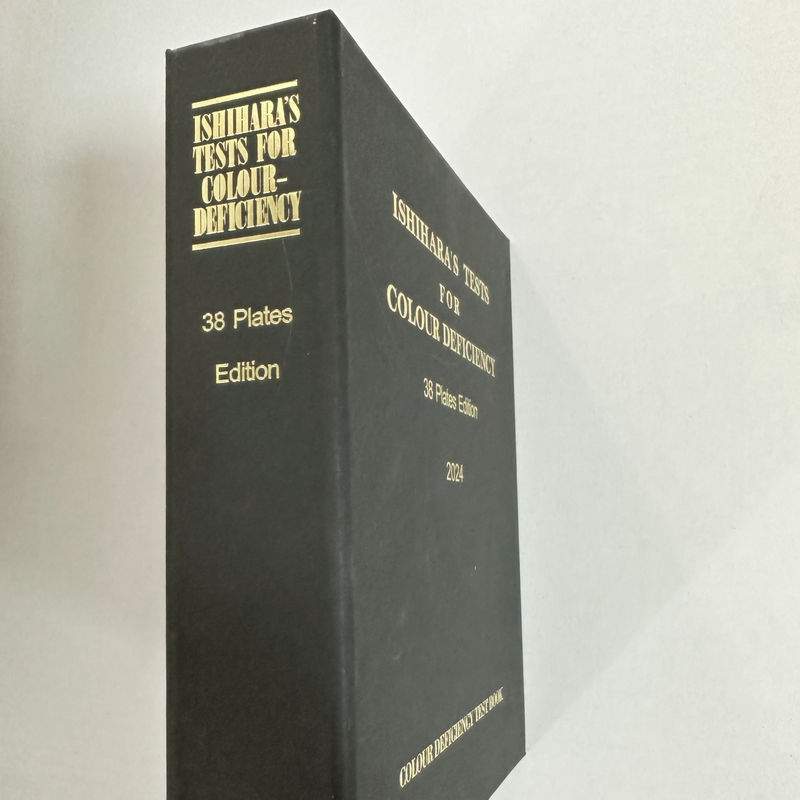 ISHIHARA'S
TESTS FOR
COLOUR-
DEFICIENCY
38 Plates
Edition
ISHIHARA'S TESTS
FOR
COLOUR DEFICIENCY
38 Plates Edition
2024
COLOUR DEFICIENCY TEST BOOK